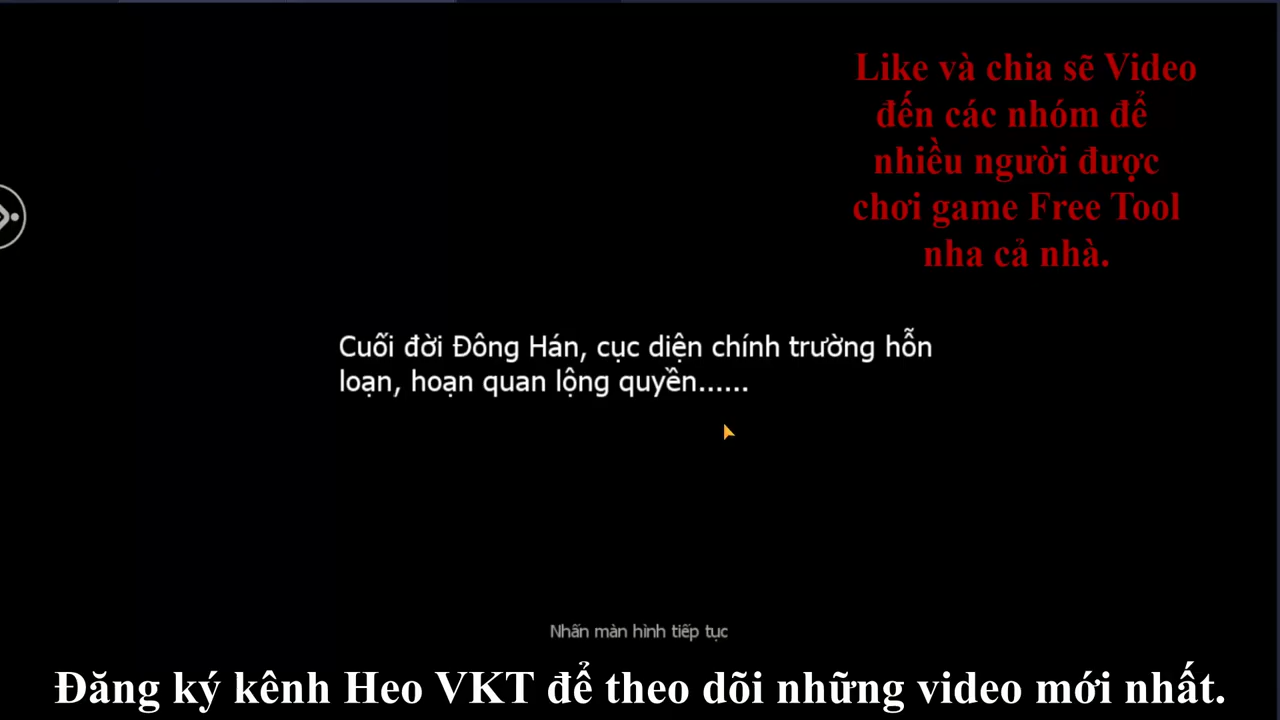 Like và chia sẽ Video
đến các nhóm để
nhiều người được
chơi game Free Tool
nha cả nhà.
Cuối đời Đông Hán, cục diện chính trường hỗn
loạn, hoạn quan lộng quyền......
Nhấn màn hình tiếp tục
Đăng ký kênh Heo VKT để theo dõi những video mới nhất.